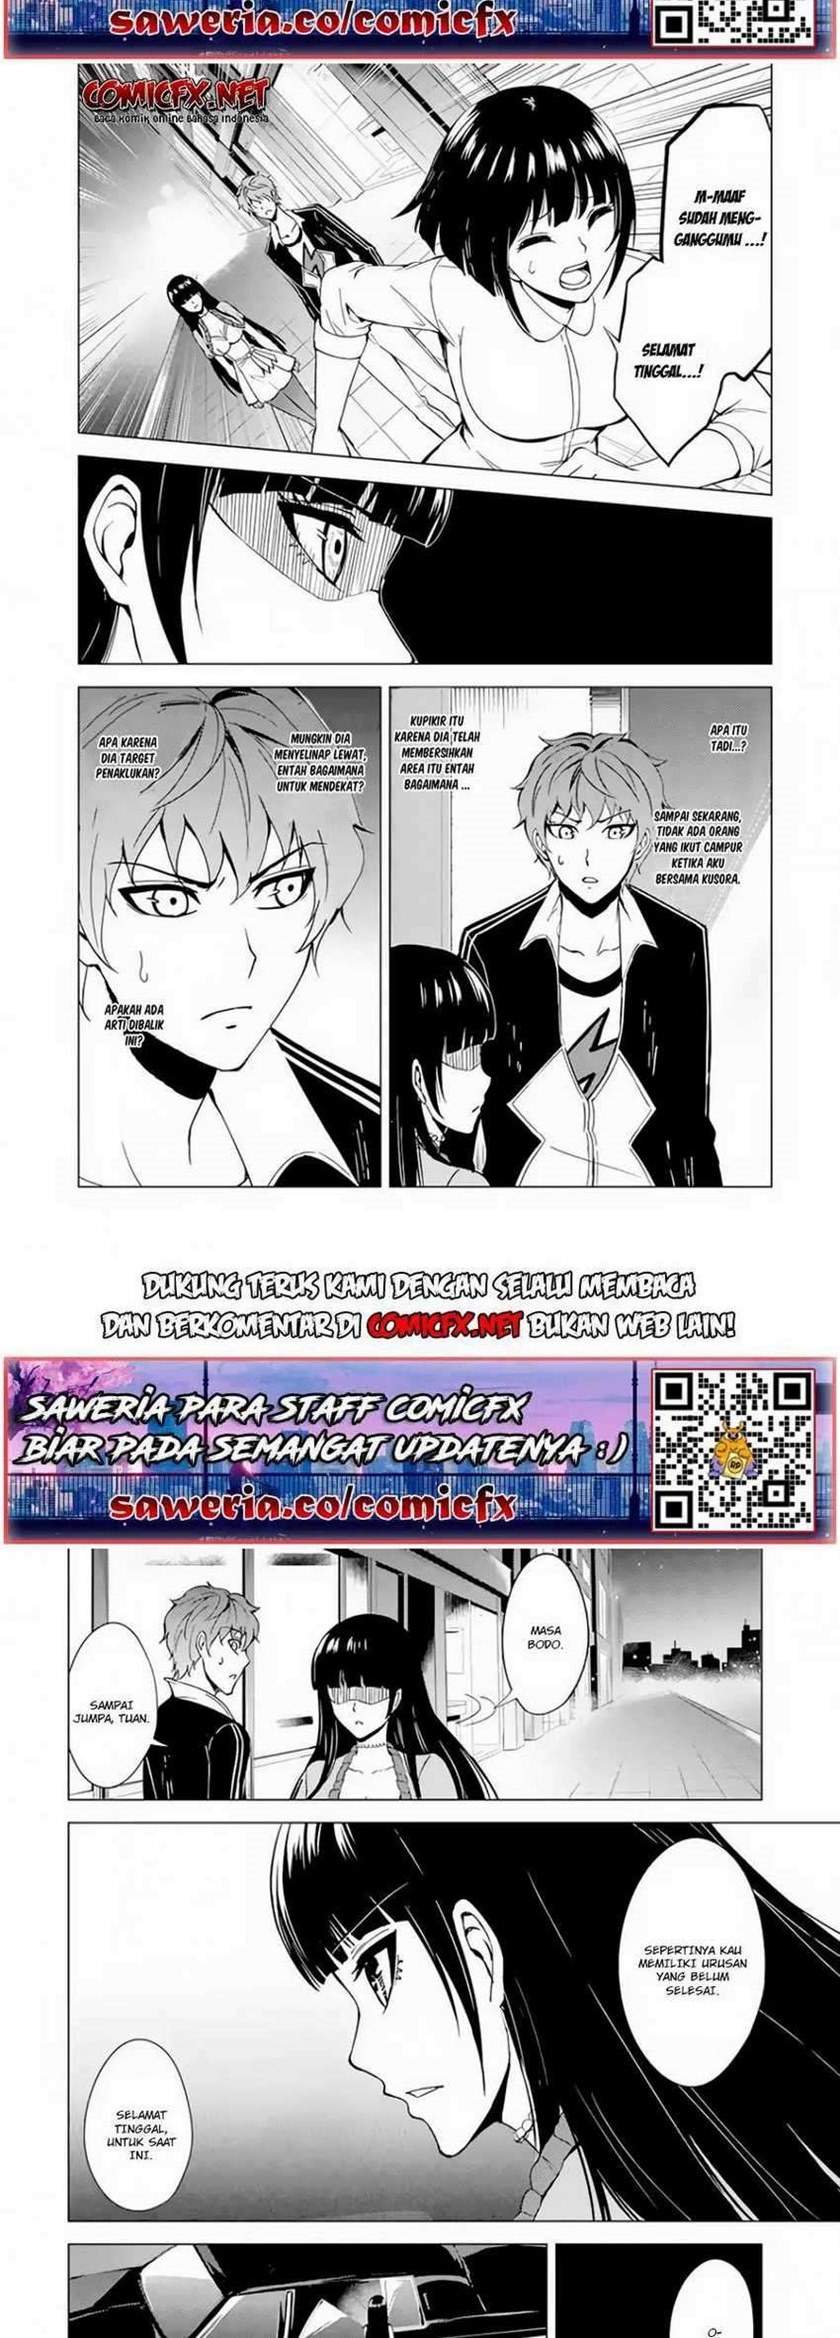 saweria.co/comicfx
COMICFX.NET
Baca Komik Online Bahasa Indonesia
M-MAAF
SUDAH MENG-
GANGGUMU ...!
SELAMAT
TINGGAL...!
APA ITU
TADI...?
SAMPAI SEKARANG,
TIDAK ADA ORANG
YANG IKUT CAMPUR
KETIKA AKU
BERSAMA KUSORA.
KUPIKIR ITU
KARENA DIA TELAH
MEMBERSIHKAN
AREA ITU ENTAH
BAGAIMANA ...
MUNGKIN DIA
MENYELINAP LEWAT,
ENTAH BAGAIMANA
UNTUK MENDEKAT?
APA KARENA
DIA TARGET
PENAKLUKAN?
APAKAH ADA
ARTI DIBALIK
INI?
DUKUNG TERUS KAMI DENGAN SELALU MEMBACA
DAN BERKOMENTAR DI COMICFX.NET BUKAN WEB LAIN!
SAWERIA PARA STAFF COMICFX
BIAR PADA SEMANGAT UPDATENYA :)
saweria.co/comicfx
RP
MASA
BODO.
SAMPAI
JUMPA, TUAN.
SEPERTINYA KAU
MEMILIKI URUSAN
YANG BELUM
SELESAI.
SELAMAT
TINGGAL,
UNTUK SAAT
INI.
O-